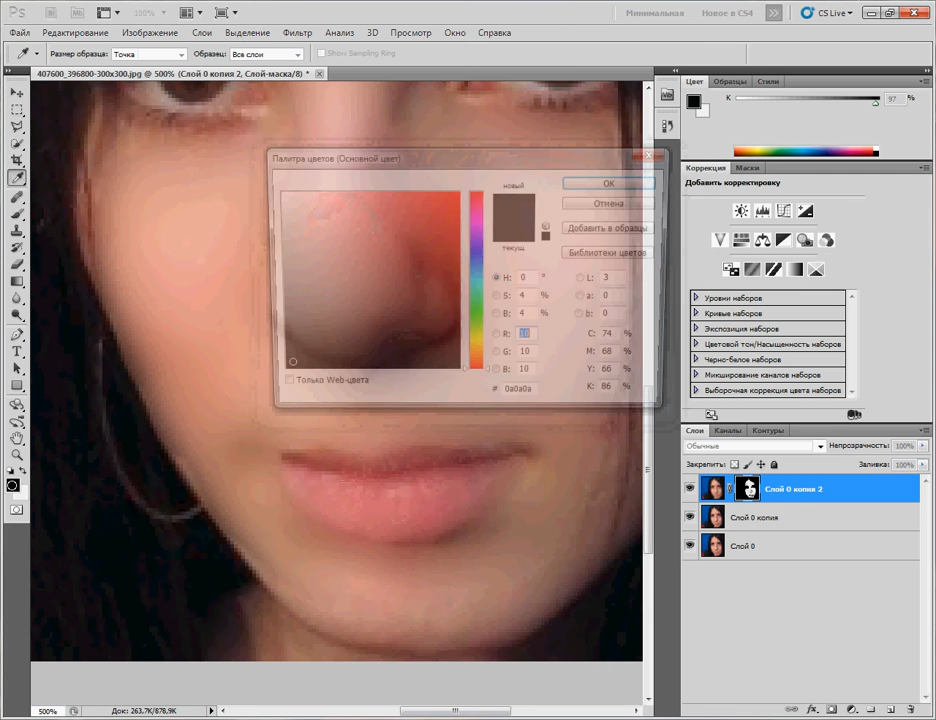 Ps Br Mb 100% Минимальная Новое в CS4 CS Live
Файл Редактирование Изображение Слои Выделение Фильтр Анализ 3D Просмотр Окно Справка
Размер образца: Точка Образец: Все слои Show Sampling Ring
407600_396800-300x300.jpg @ 500% (Слой 0 копия 2, Слой-маска/8) *
Цвет Образцы Стили
K 97 %
Коррекция Маски
Добавить корректировку
Уровни наборов
Кривые наборов
Экспозиция наборов
Цветовой тон/Насыщенность наборов
Черно-белое наборов
Микширование каналов наборов
Выборочная коррекция цвета наборов
Слои Каналы Контуры
Обычные Непрозрачность: 100%
Закрепить: Заливка: 100%
Слой 0 копия 2
Слой 0 копия
Слой 0
Палитра цветов (Основной цвет)
новый
текущ.
OK
Отмена
Добавить в образцы
Библиотеки цветов
H: 0 ° L: 3
S: 4 % a: 0
B: 4 % b: 0
R: 10 C: 74 %
G: 10 M: 68 %
B: 10 Y: 66 %
# 0a0a0a K: 86 %
Только Web-цвета
500% Док: 263,7K/878,9K